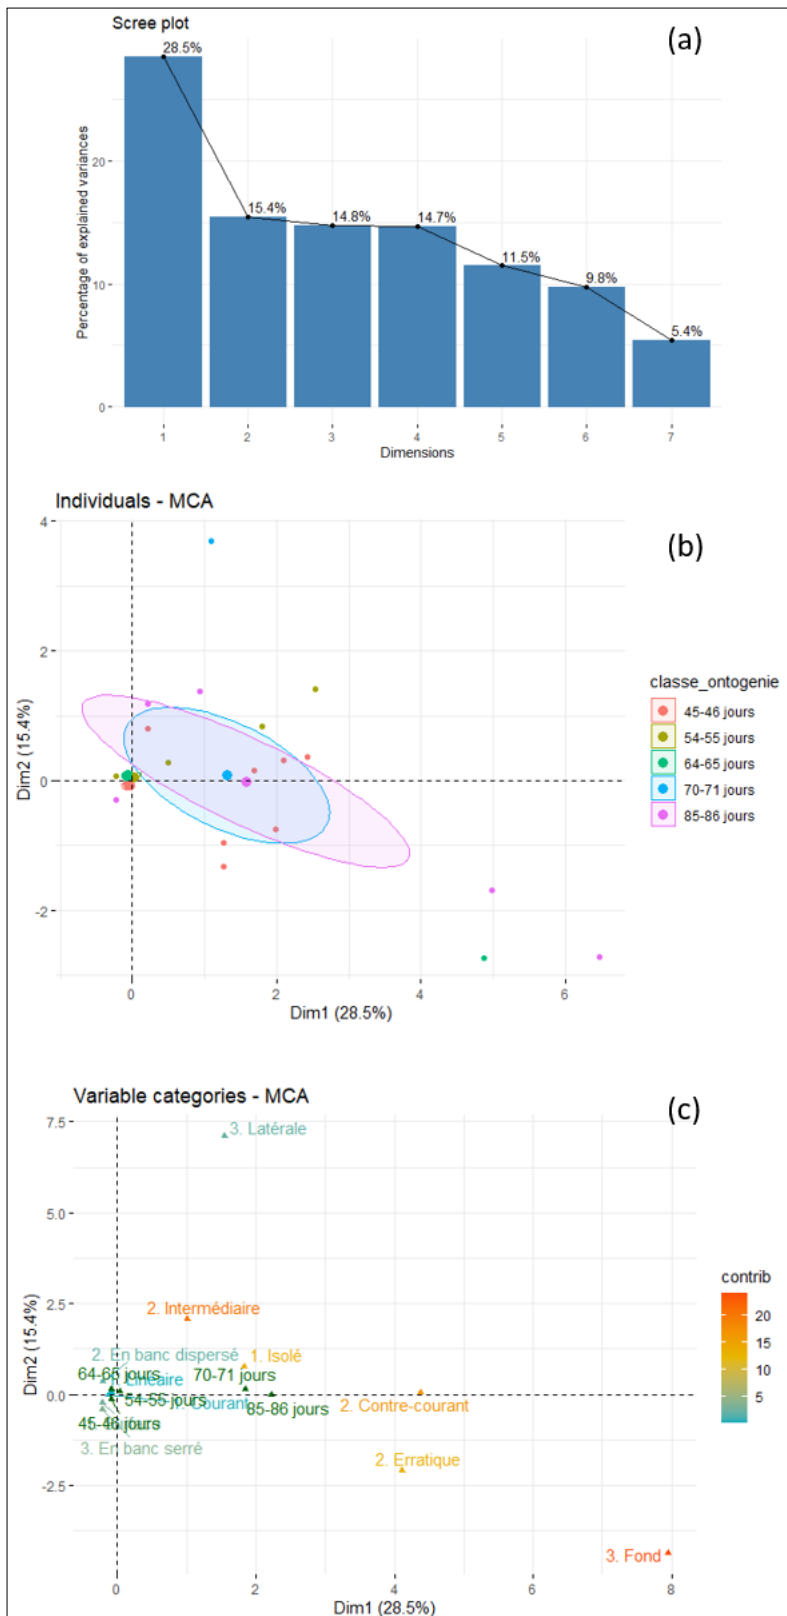 Scree plot
(a)
28.5%
15.4%
14.8%
14.7%
11.5%
9.8%
5.4%
Percentage of explained variances
20
10
0
1 2 3 4 5 6 7
Dimensions
Individuals - MCA
(b)
4
2
0
-2
Dim2 (15.4%)
0 2 4 6
Dim1 (28.5%)
classe_ontogenie
45-46 jours
54-55 jours
64-65 jours
70-71 jours
85-86 jours
Variable categories - MCA
(c)
7.5
5.0
2.5
0.0
-2.5
Dim2 (15.4%)
3. Latérale
2. Intermédiaire
2. En banc dispersé
1. Isolé
64-65 jours
70-71 jours
Linéaire
54-55 jours
Courant
85-86 jours
2. Contre-courant
45-46 jours
3. En banc serré
2. Erratique
3. Fond
0 2 4 6 8
Dim1 (28.5%)
contrib
20
15
10
5